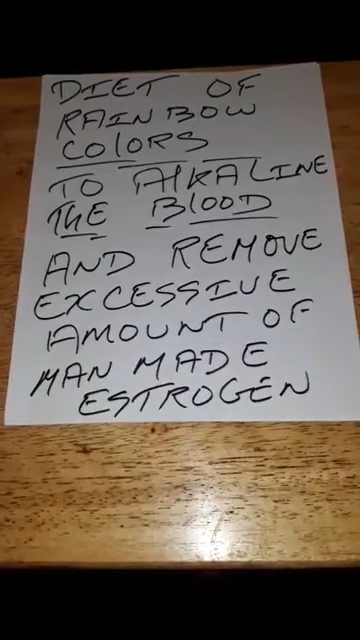 DIET OF
RAINBOW
COLORS
TO AlKALINE
THE BlOOD
AND REMOVE
EXCESSIVE
AMOUNT OF
MAN MADE
ESTROGEN